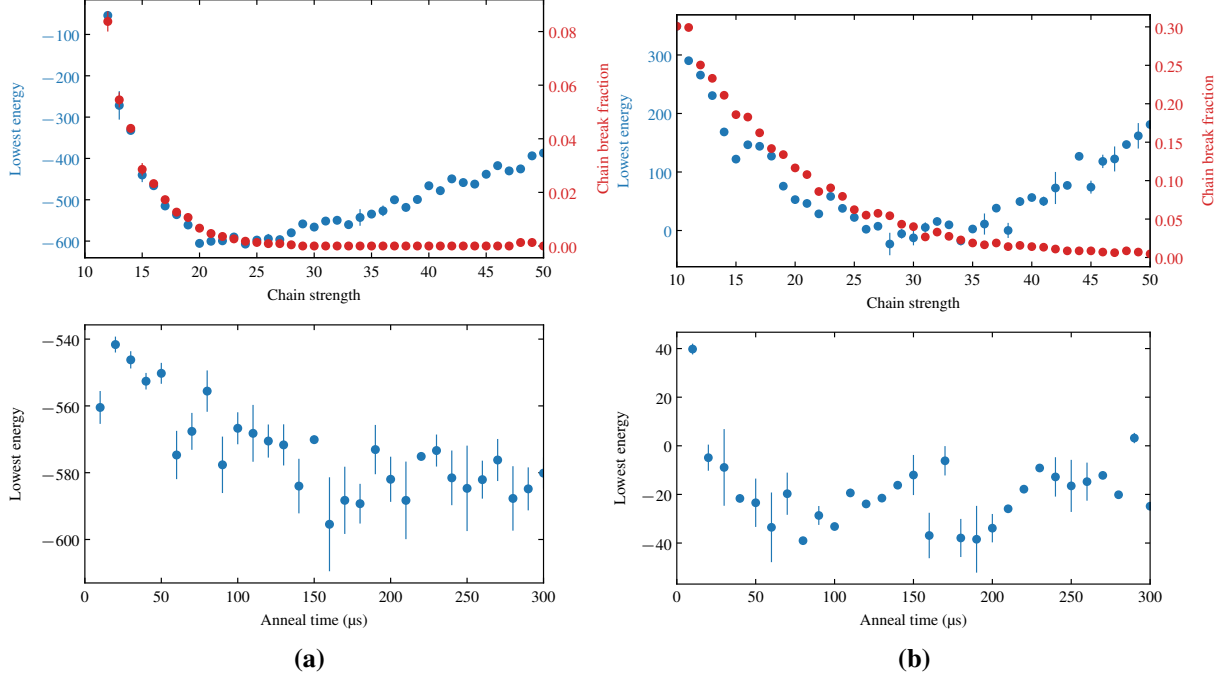 −100
−200
−300
−400
−500
−600
Lowest energy
0.08
0.06
0.04
0.02
0.00
Chain break fraction
10 15 20 25 30 35 40 45 50
Chain strength
300
200
100
0
Lowest energy
0.30
0.25
0.20
0.15
0.10
0.05
0.00
Chain break fraction
10 15 20 25 30 35 40 45 50
Chain strength
−540
−560
−580
−600
Lowest energy
0 50 100 150 200 250 300
Anneal time (μs)
40
20
0
−20
−40
Lowest energy
0 50 100 150 200 250 300
Anneal time (μs)
(a)
(b)